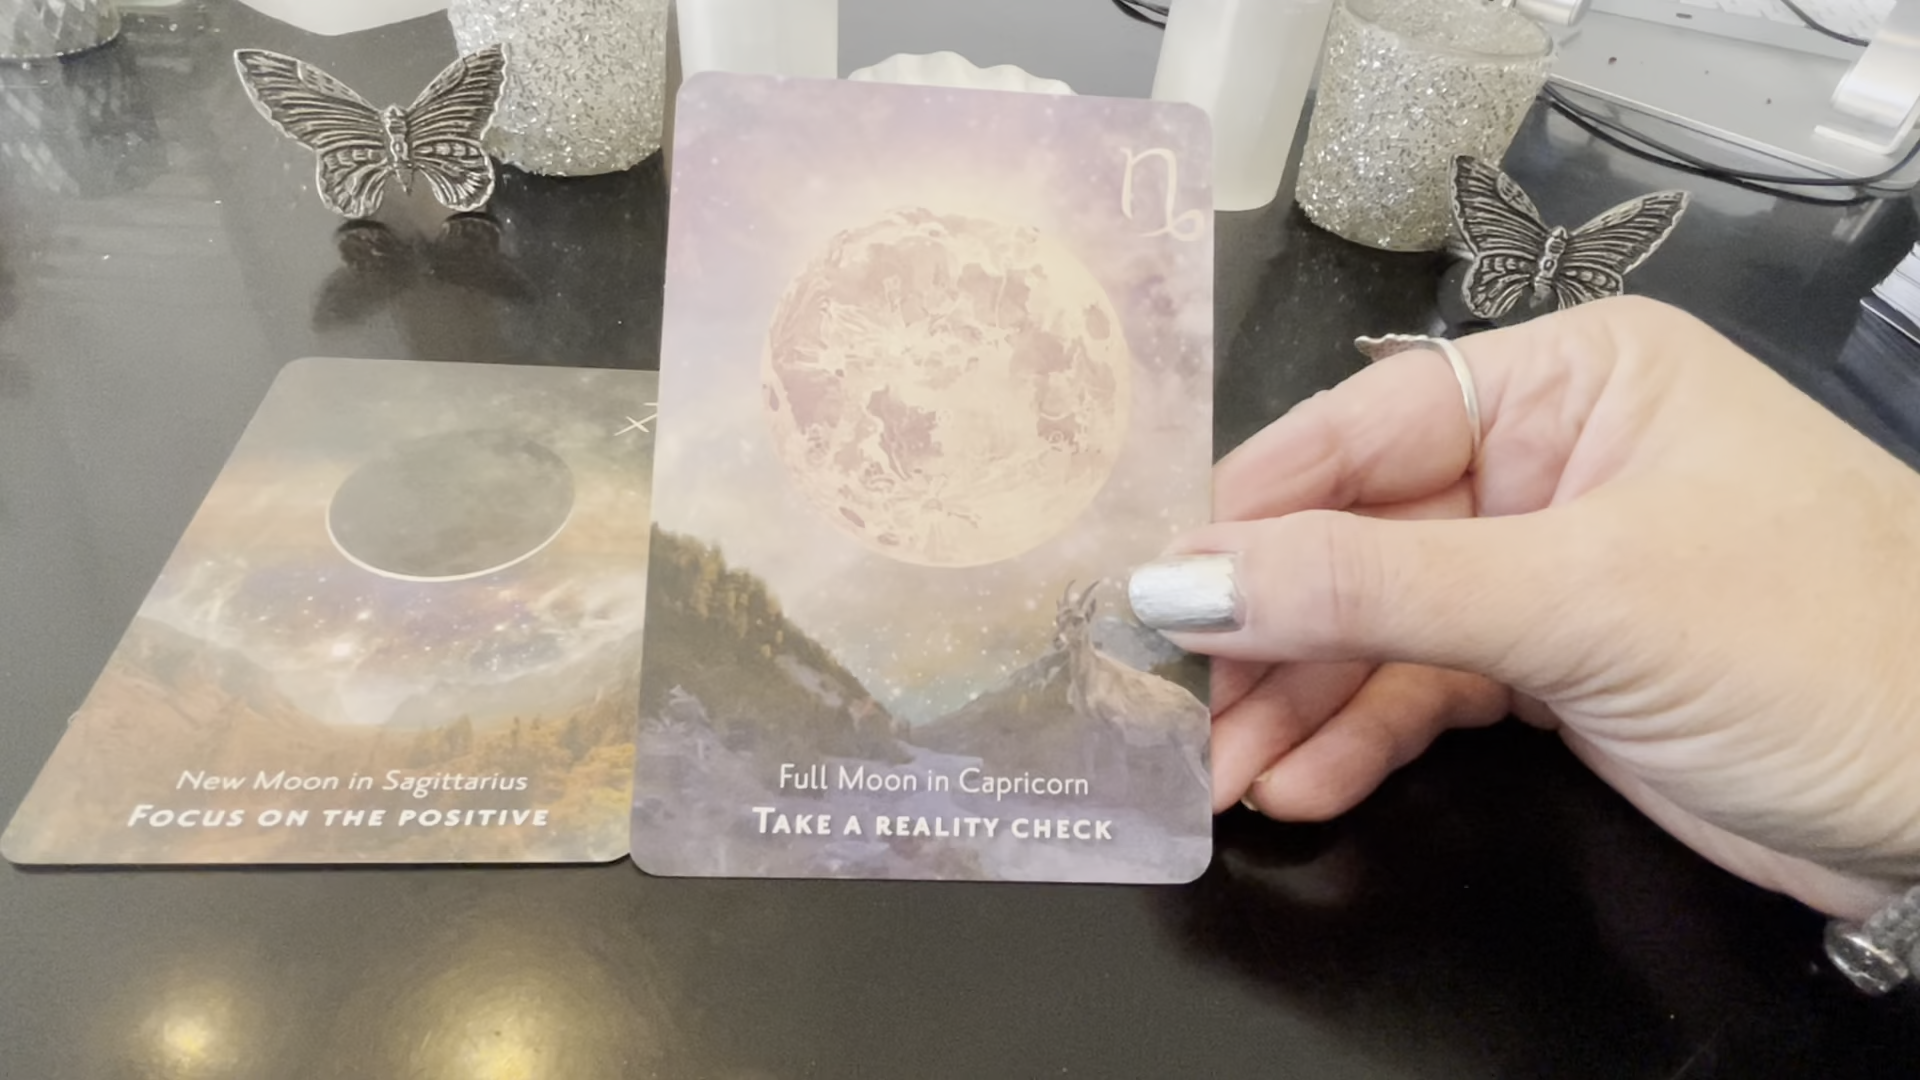 New Moon in Sagittarius
FOCUS ON THE POSITIVE
Full Moon in Capricorn
TAKE A REALITY CHECK